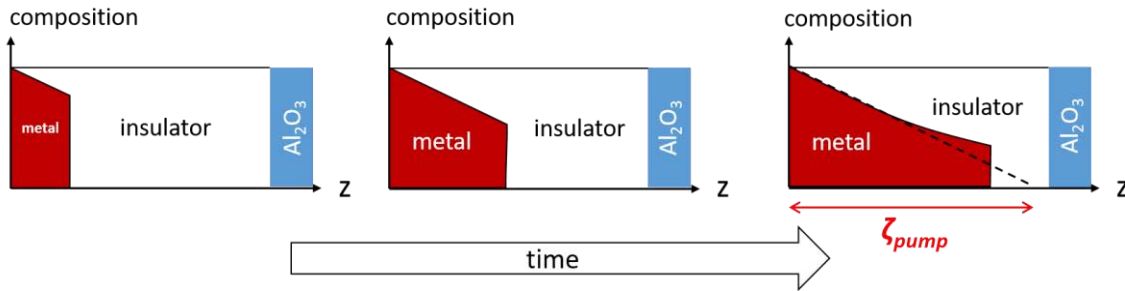 composition
metal
insulator
Al₂O₃
z
composition
metal
insulator
Al₂O₃
z
composition
metal
insulator
Al₂O₃
z
ζpump
time